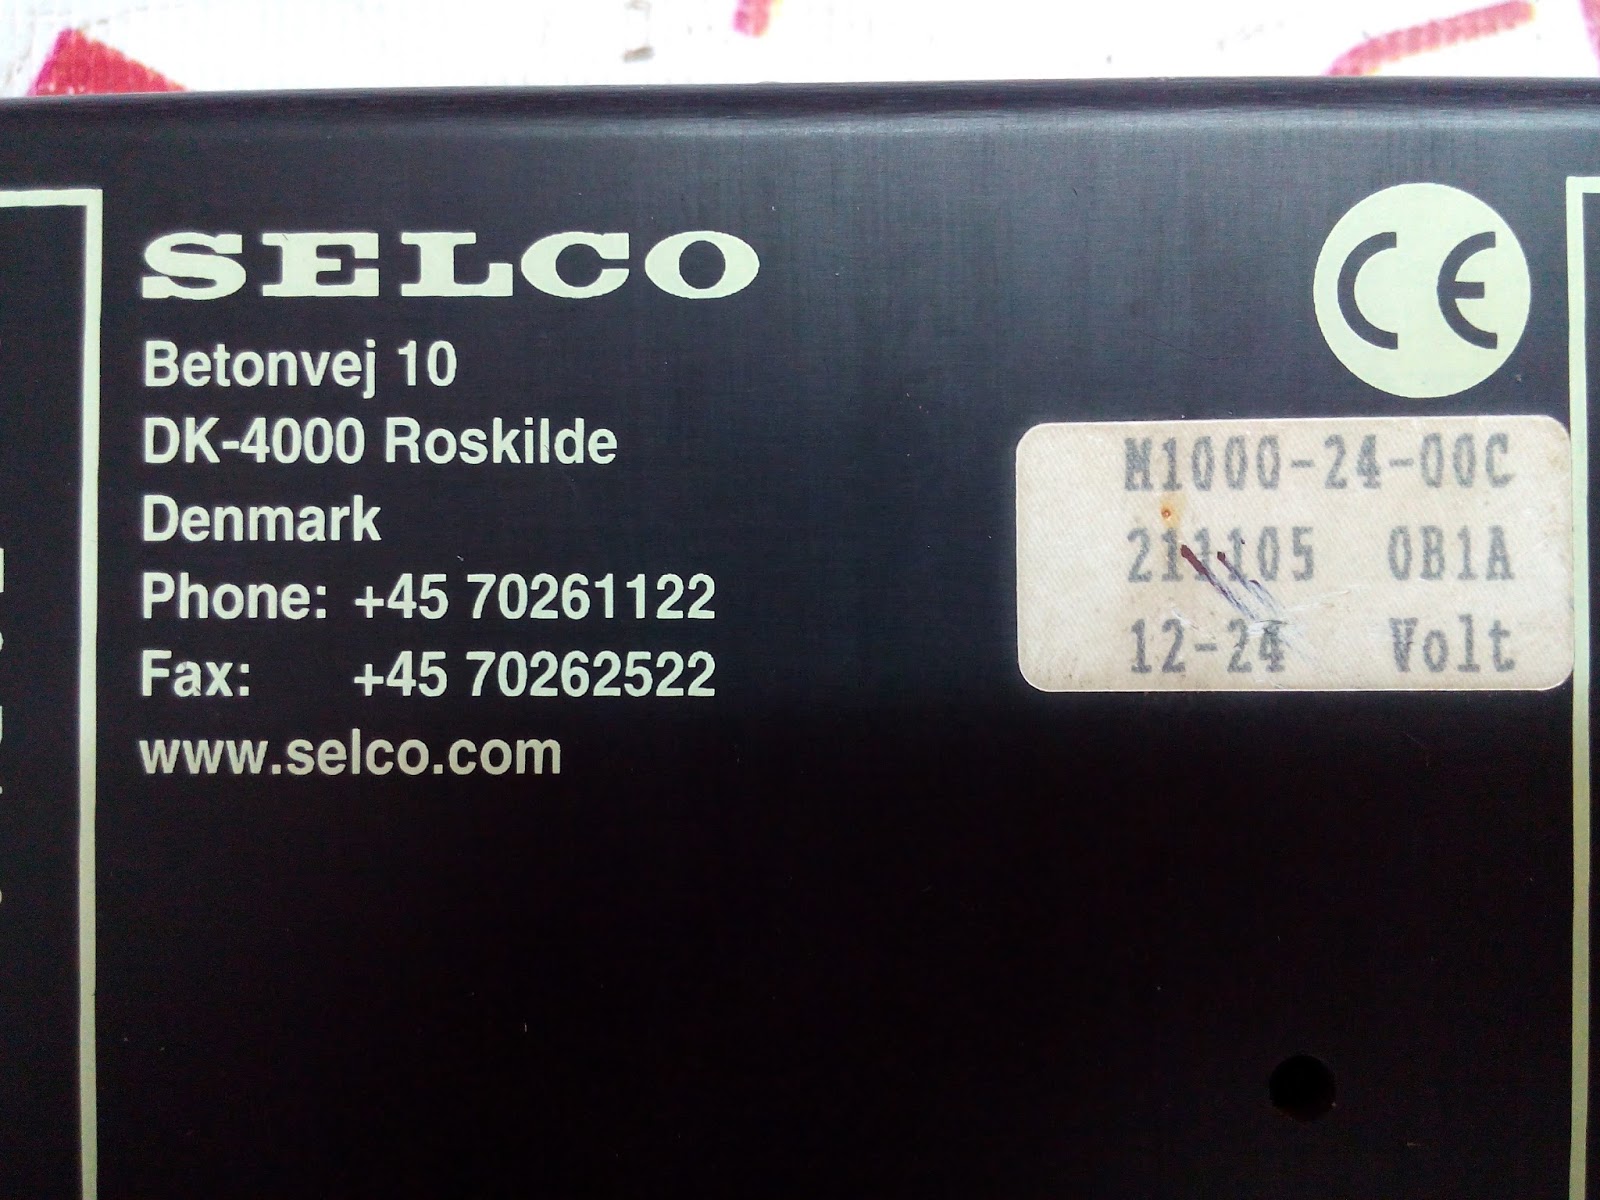 SELCO
Betonvej 10
DK-4000 Roskilde
Denmark
Phone: +45 70261122
Fax: +45 70262522
www.selco.com
CE
M1000-24-00C
211105 0B1A
12-24 Volt